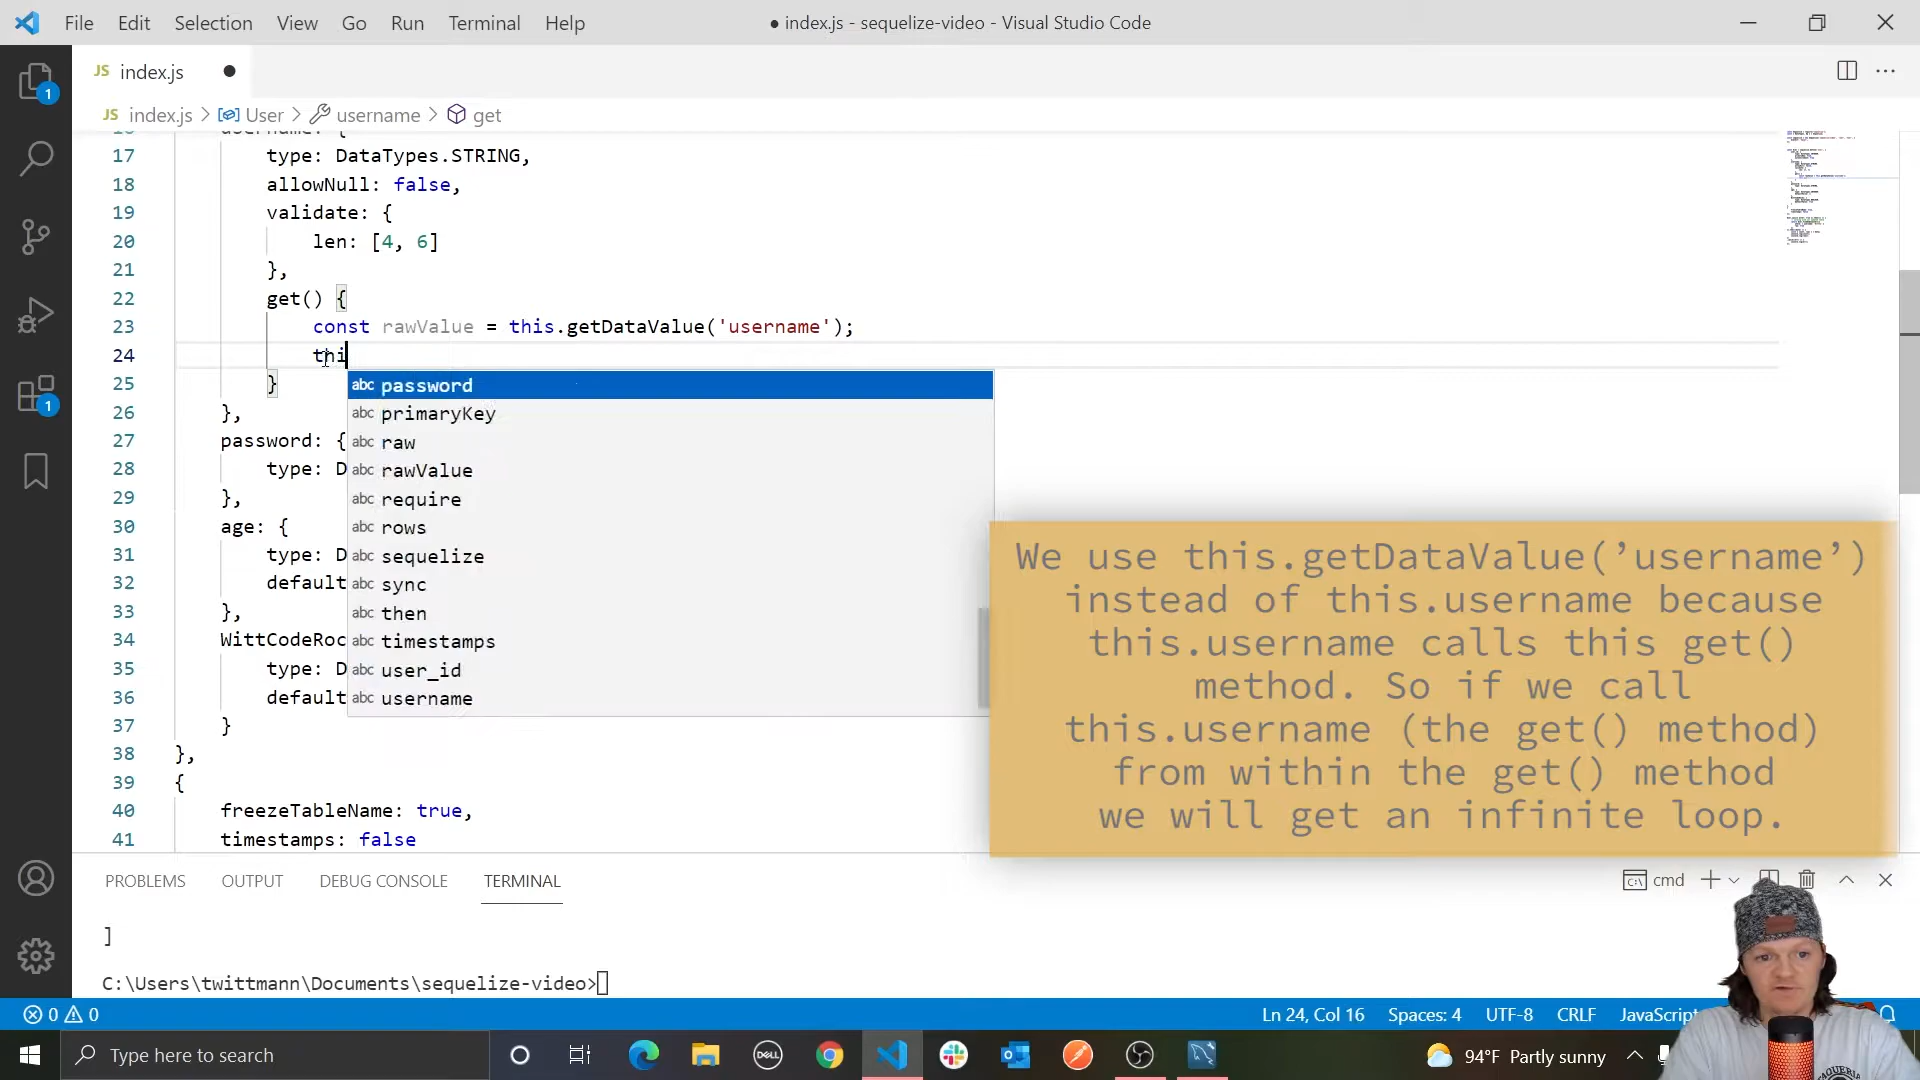 File Edit Selection View Go Run Terminal Help
● index.js - sequelize-video - Visual Studio Code
JS index.js ●
JS index.js > User > username > get
17 type: DataTypes.STRING,
18 allowNull: false,
19 validate: {
20 len: [4, 6]
21 },
22 get() {
23 const rawValue = this.getDataValue('username');
24 thi
25 }
26 },
27 password: {
28 type: D
29 },
30 age: {
31 type: D
32 default
33 },
34 WittCodeRoc
35 type: D
36 default
37 }
38 },
39 {
40 freezeTableName: true,
41 timestamps: false
abc password
abc primaryKey
abc raw
abc rawValue
abc require
abc rows
abc sequelize
abc sync
abc then
abc timestamps
abc user_id
abc username
We use this.getDataValue(’username’)
instead of this.username because
this.username calls this get()
method. So if we call
this.username (the get() method)
from within the get() method
we will get an infinite loop.
1
1
PROBLEMS OUTPUT DEBUG CONSOLE TERMINAL
cmd
]
C:\Users\twittmann\Documents\sequelize-video>
0 0
Ln 24, Col 16 Spaces: 4 UTF-8 CRLF JavaScript
Type here to search
DELL
94°F Partly sunny